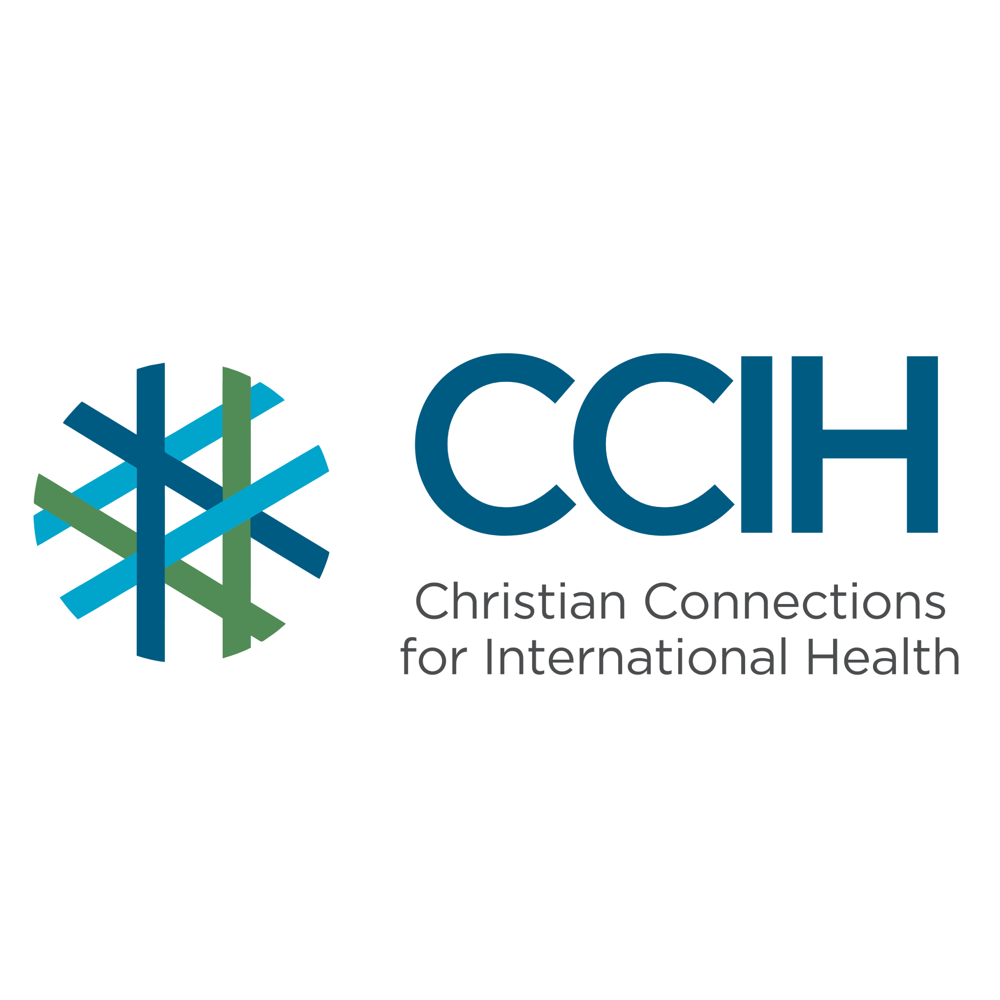 CCIH
Christian Connections
for International Health